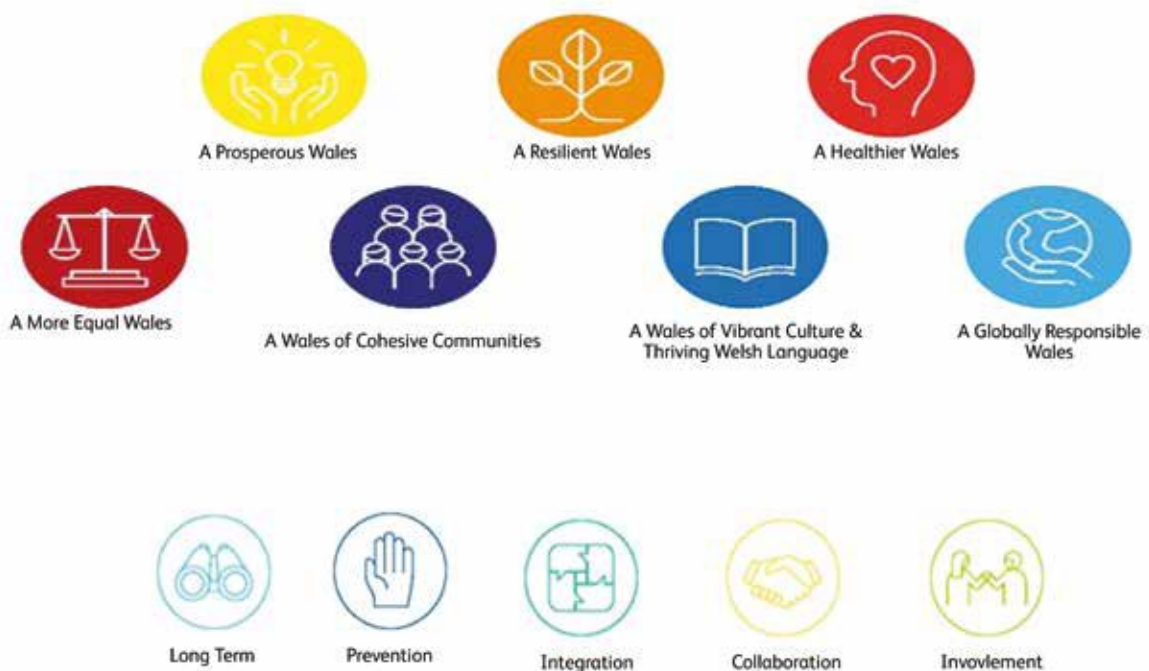 A Prosperous Wales
A Resilient Wales
A Healthier Wales
A More Equal Wales
A Wales of Cohesive Communities
A Wales of Vibrant Culture &
Thriving Welsh Language
A Globally Responsible
Wales
Long Term
Prevention
Integration
Collaboration
Invovlement